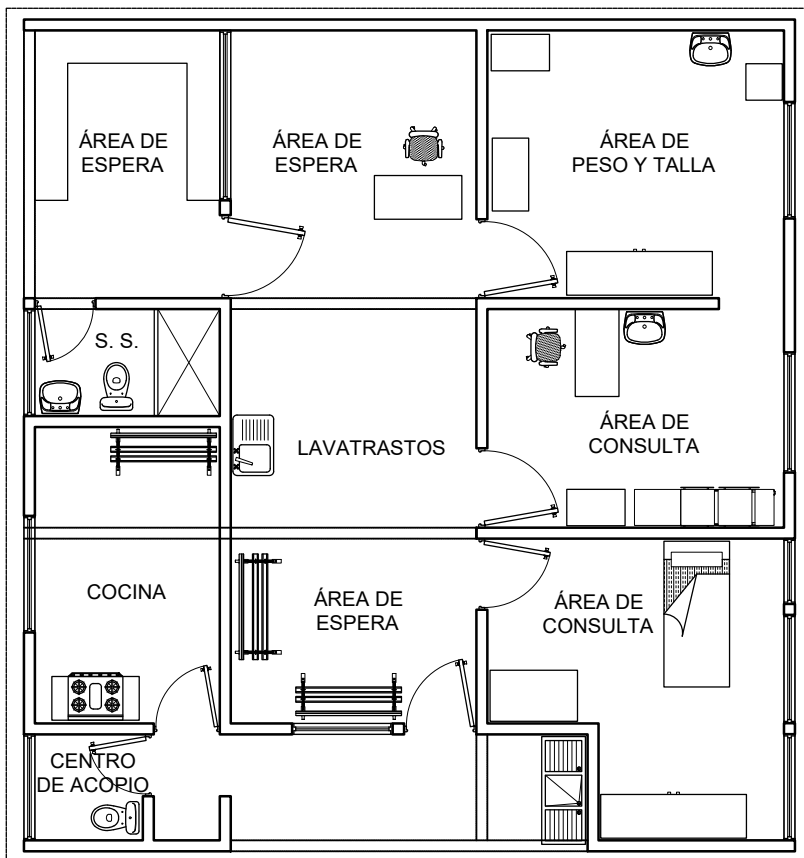 ÁREA DE
ESPERA
ÁREA DE
ESPERA
ÁREA DE
PESO Y TALLA
S. S.
LAVATRASTOS
ÁREA DE
CONSULTA
COCINA
ÁREA DE
ESPERA
ÁREA DE
CONSULTA
CENTRO
DE ACOPIO